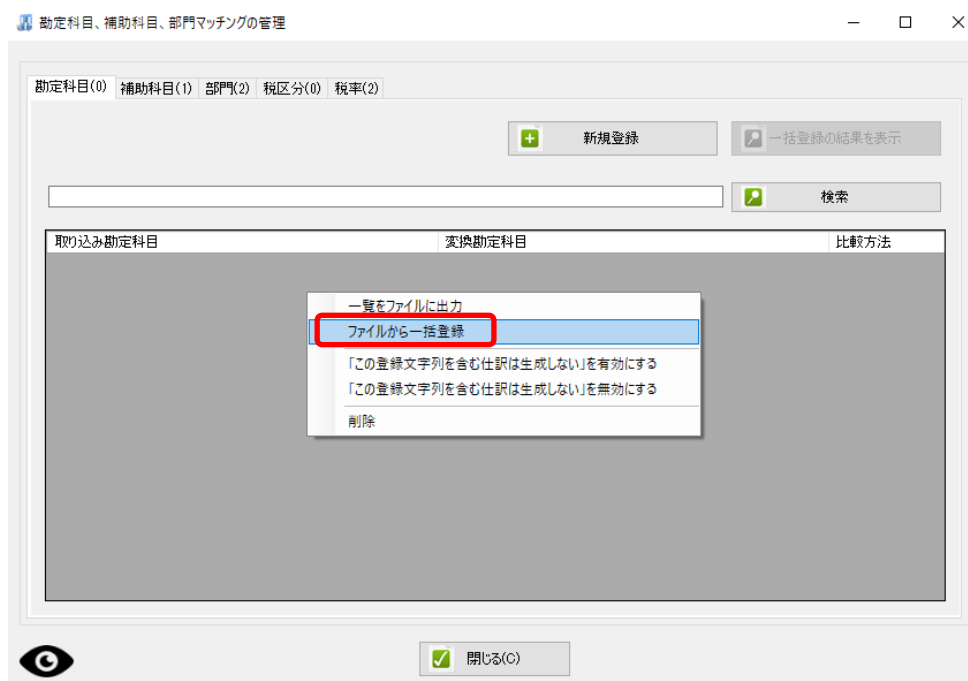 勘定科目、補助科目、部門マッチングの管理
勘定科目(0) 補助科目(1) 部門(2) 税区分(0) 税率(2)
新規登録 一括登録の結果を表示
検索
取り込み勘定科目 変換勘定科目 比較方法
一覧をファイルに出力
ファイルから一括登録
「この登録文字列を含む仕訳は生成しない」を有効にする
「この登録文字列を含む仕訳は生成しない」を無効にする
削除
閉じる(C)